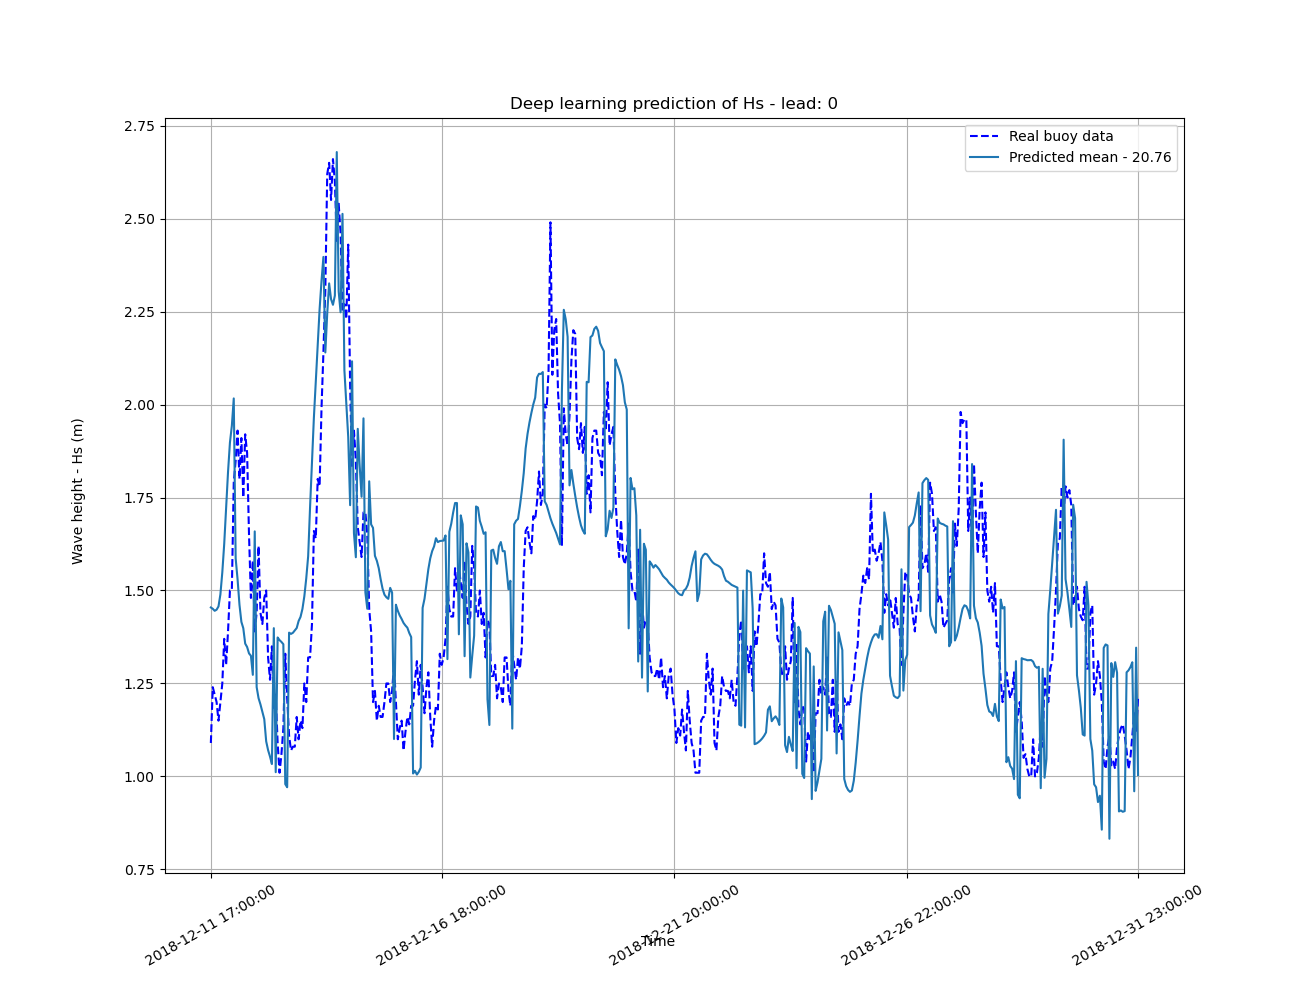 Deep learning prediction of Hs - lead: 0
Real buoy data
Predicted mean - 20.76
2.75
2.50
2.25
2.00
1.75
1.50
1.25
1.00
0.75
Wave height - Hs (m)
2018-12-11 17:00:00
2018-12-16 18:00:00
2018-12-21 20:00:00
2018-12-26 22:00:00
2018-12-31 23:00:00
Time